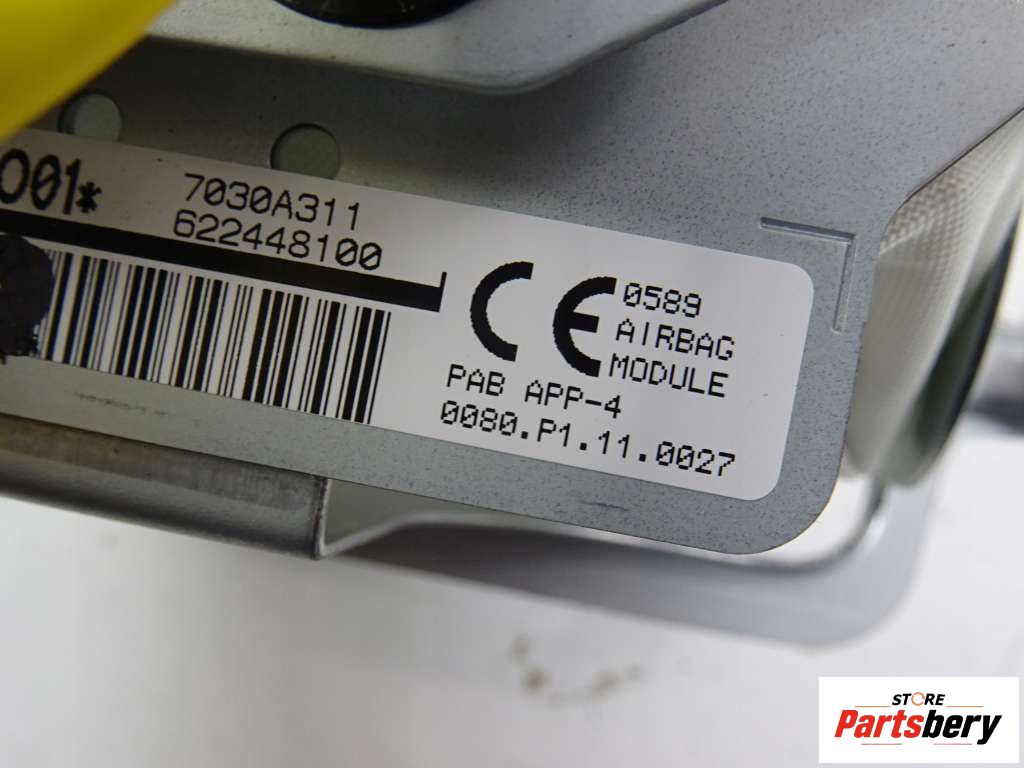 001*
7030A311
622448100
CE 0589
AIRBAG
MODULE
PAB APP-4
0080.P1.11.0027
STORE
Partsbery